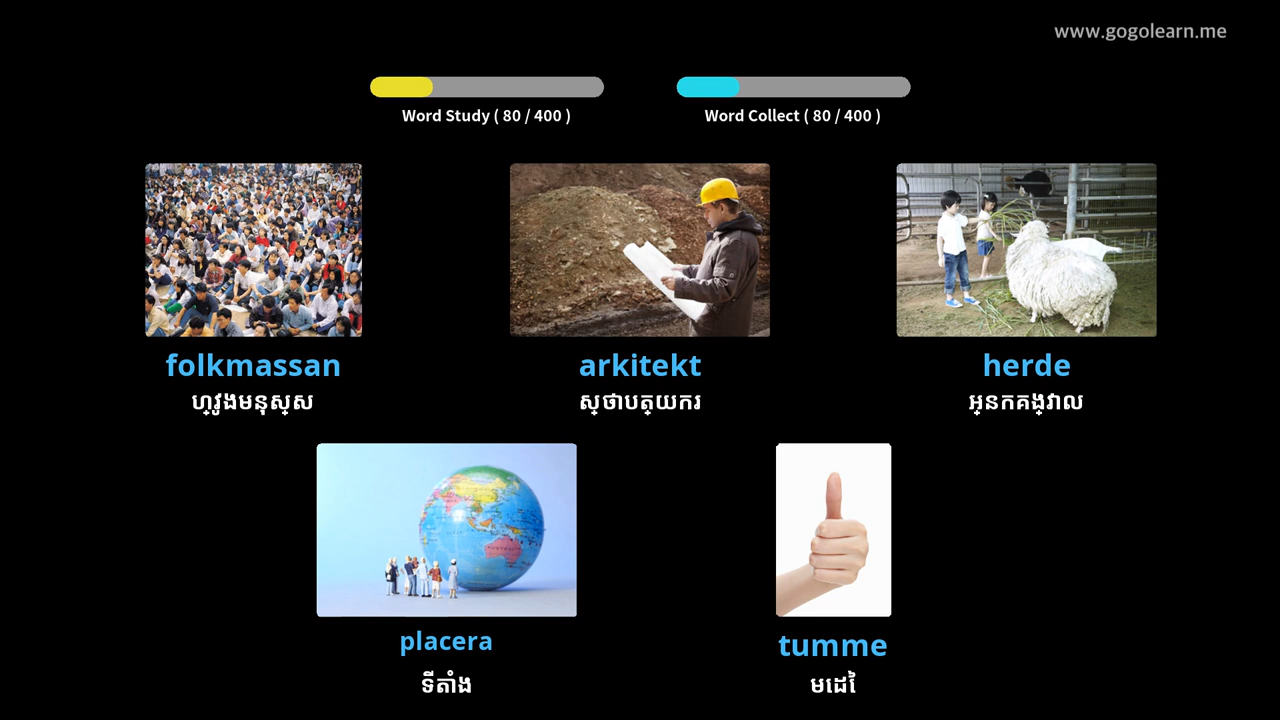 www.gogolearn.me
Word Study ( 80 / 400 )
Word Collect ( 80 / 400 )
folkmassan
ហ្វូងមនុស្ស
arkitekt
ស្ថាបត្យករ
herde
អ្នកគង្វាល
placera
ទីតាំង
tumme
មដេៃ